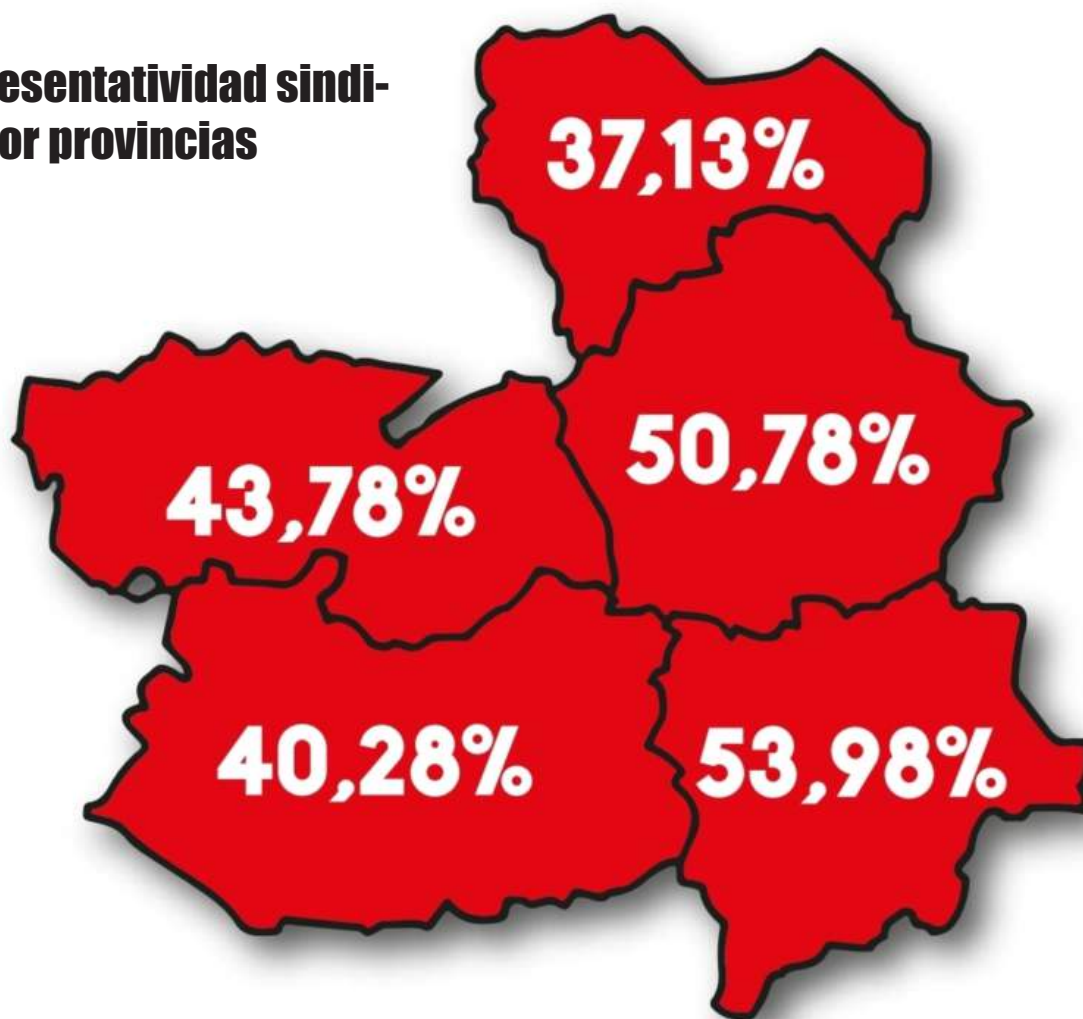 esentatividad sindi-
or provincias
37,13%
50,78%
43,78%
40,28%
53,98%